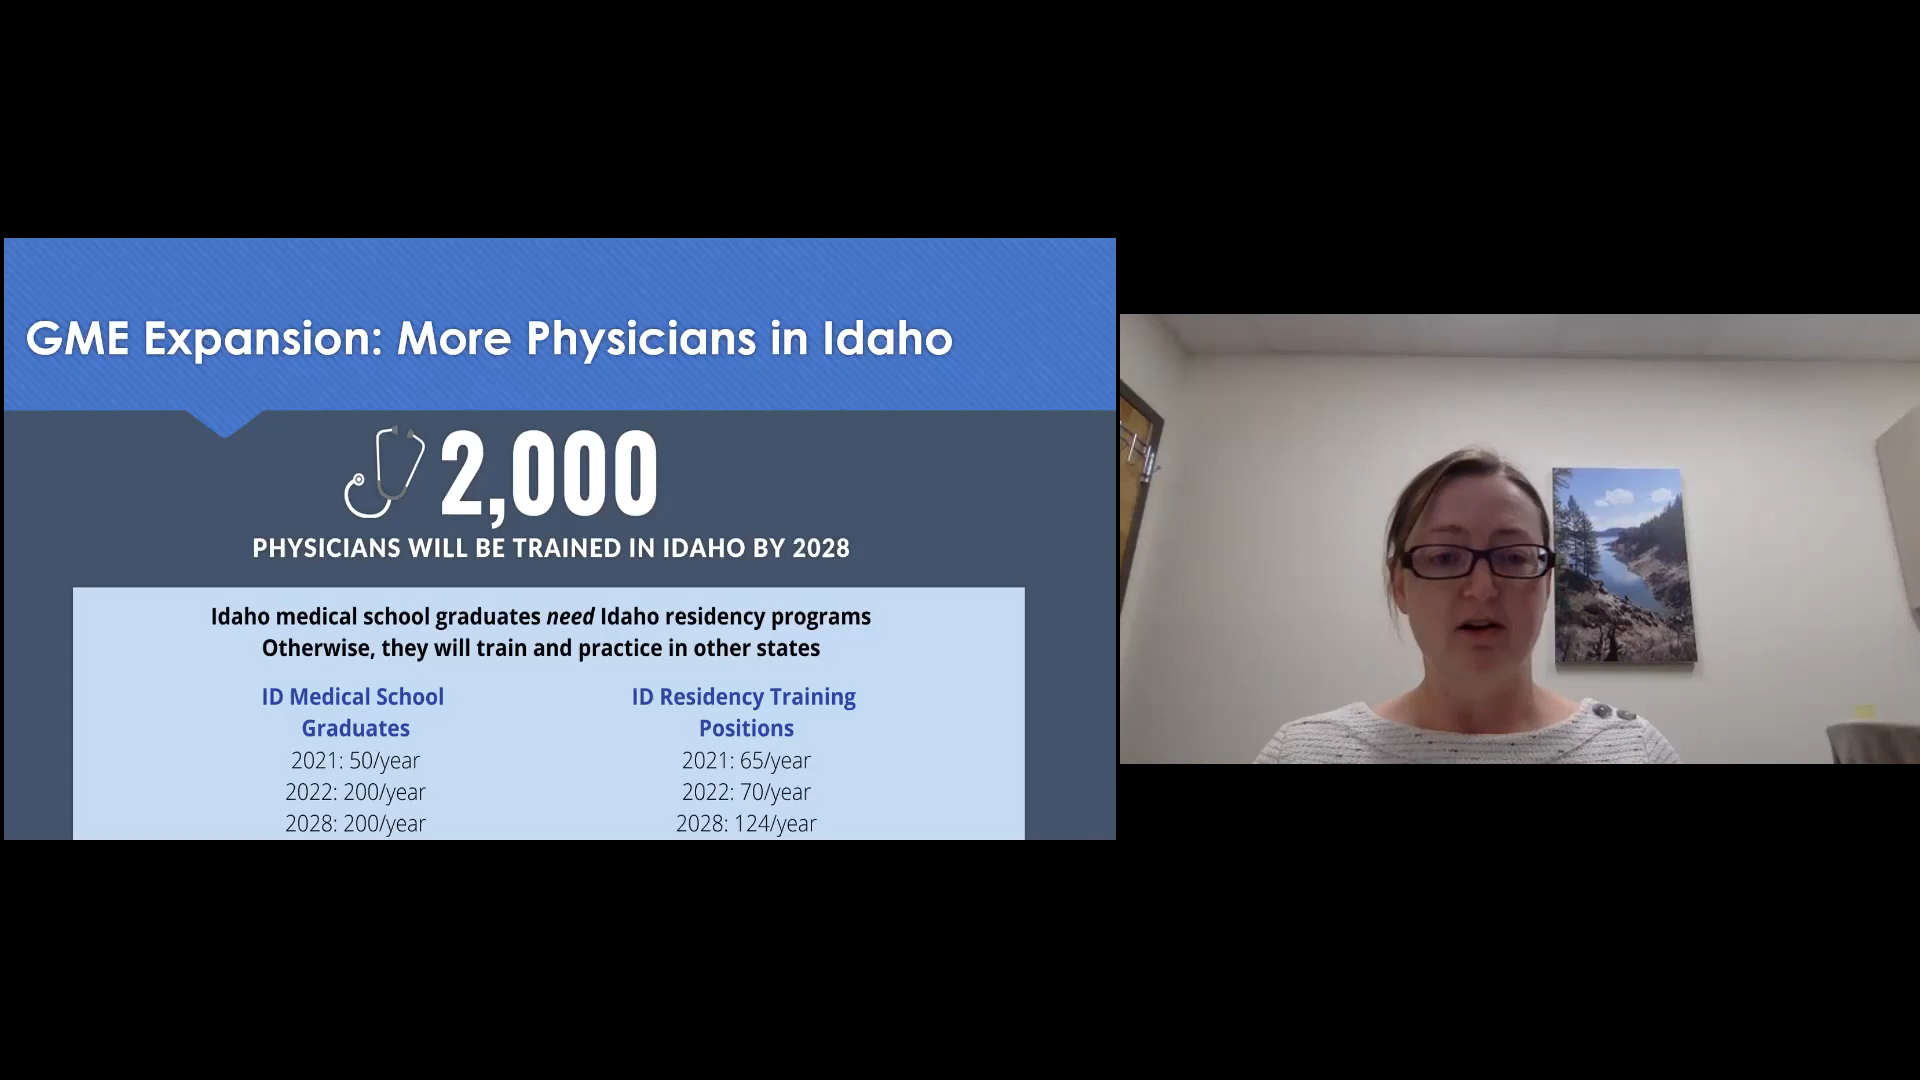 GME Expansion: More Physicians in Idaho
2,000
PHYSICIANS WILL BE TRAINED IN IDAHO BY 2028
Idaho medical school graduates need Idaho residency programs
Otherwise, they will train and practice in other states
ID Medical School
Graduates
2021: 50/year
2022: 200/year
2028: 200/year
ID Residency Training
Positions
2021: 65/year
2022: 70/year
2028: 124/year